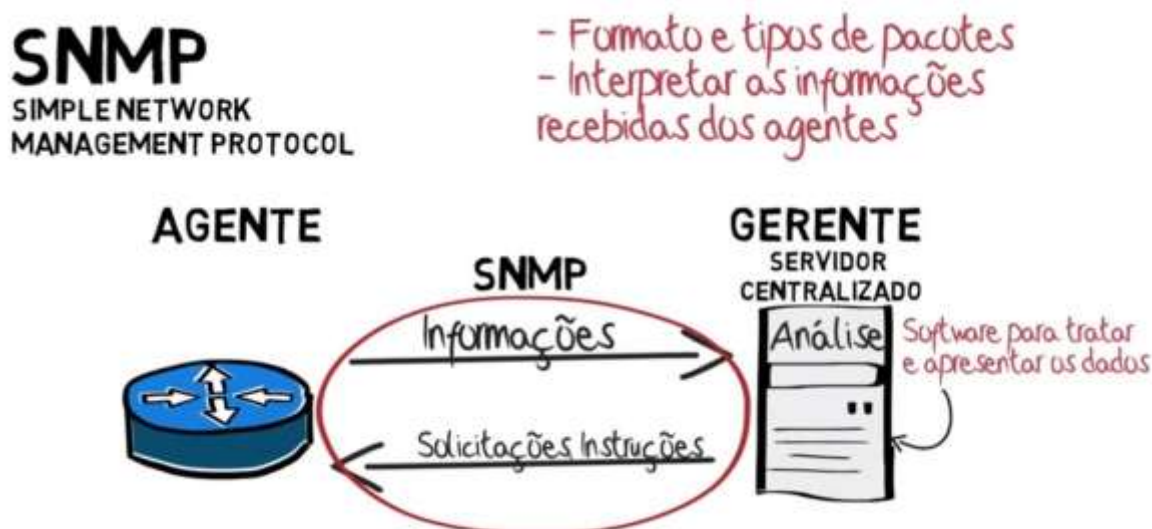 SNMP
SIMPLE NETWORK
MANAGEMENT PROTOCOL
- Formato e tipos de pacotes
- Interpretar as informações
recebidas dos agentes
AGENTE
GERENTE
SERVIDOR
CENTRALIZADO
SNMP
Informações
Solicitações Instruções
Análise
Software para tratar
e apresentar os dados